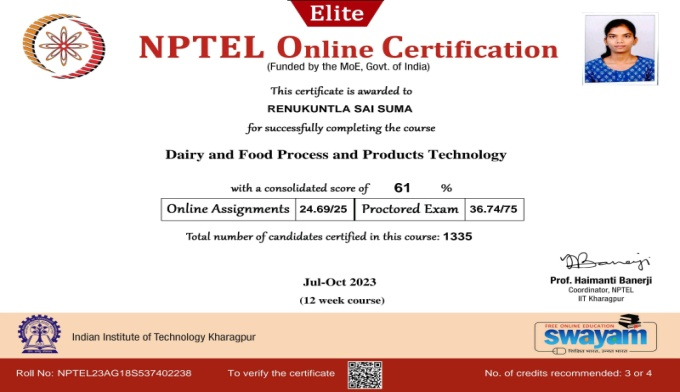 Elite
NPTEL Online Certification
(Funded by the MoE, Govt. of India)
This certificate is awarded to
RENUKUNTLA SAI SUMA
for successfully completing the course
Dairy and Food Process and Products Technology
with a consolidated score of 61 %
Online Assignments 24.69/25 Proctored Exam 36.74/75
Total number of candidates certified in this course: 1335
Jul-Oct 2023
(12 week course)
Prof. Haimanti Banerji
Coordinator, NPTEL
IIT Kharagpur
Indian Institute of Technology Kharagpur
FREE ONLINE EDUCATION
swayam
शिक्षित भारत, उन्नत भारत
Roll No: NPTEL23AG18S537402238 To verify the certificate No. of credits recommended: 3 or 4